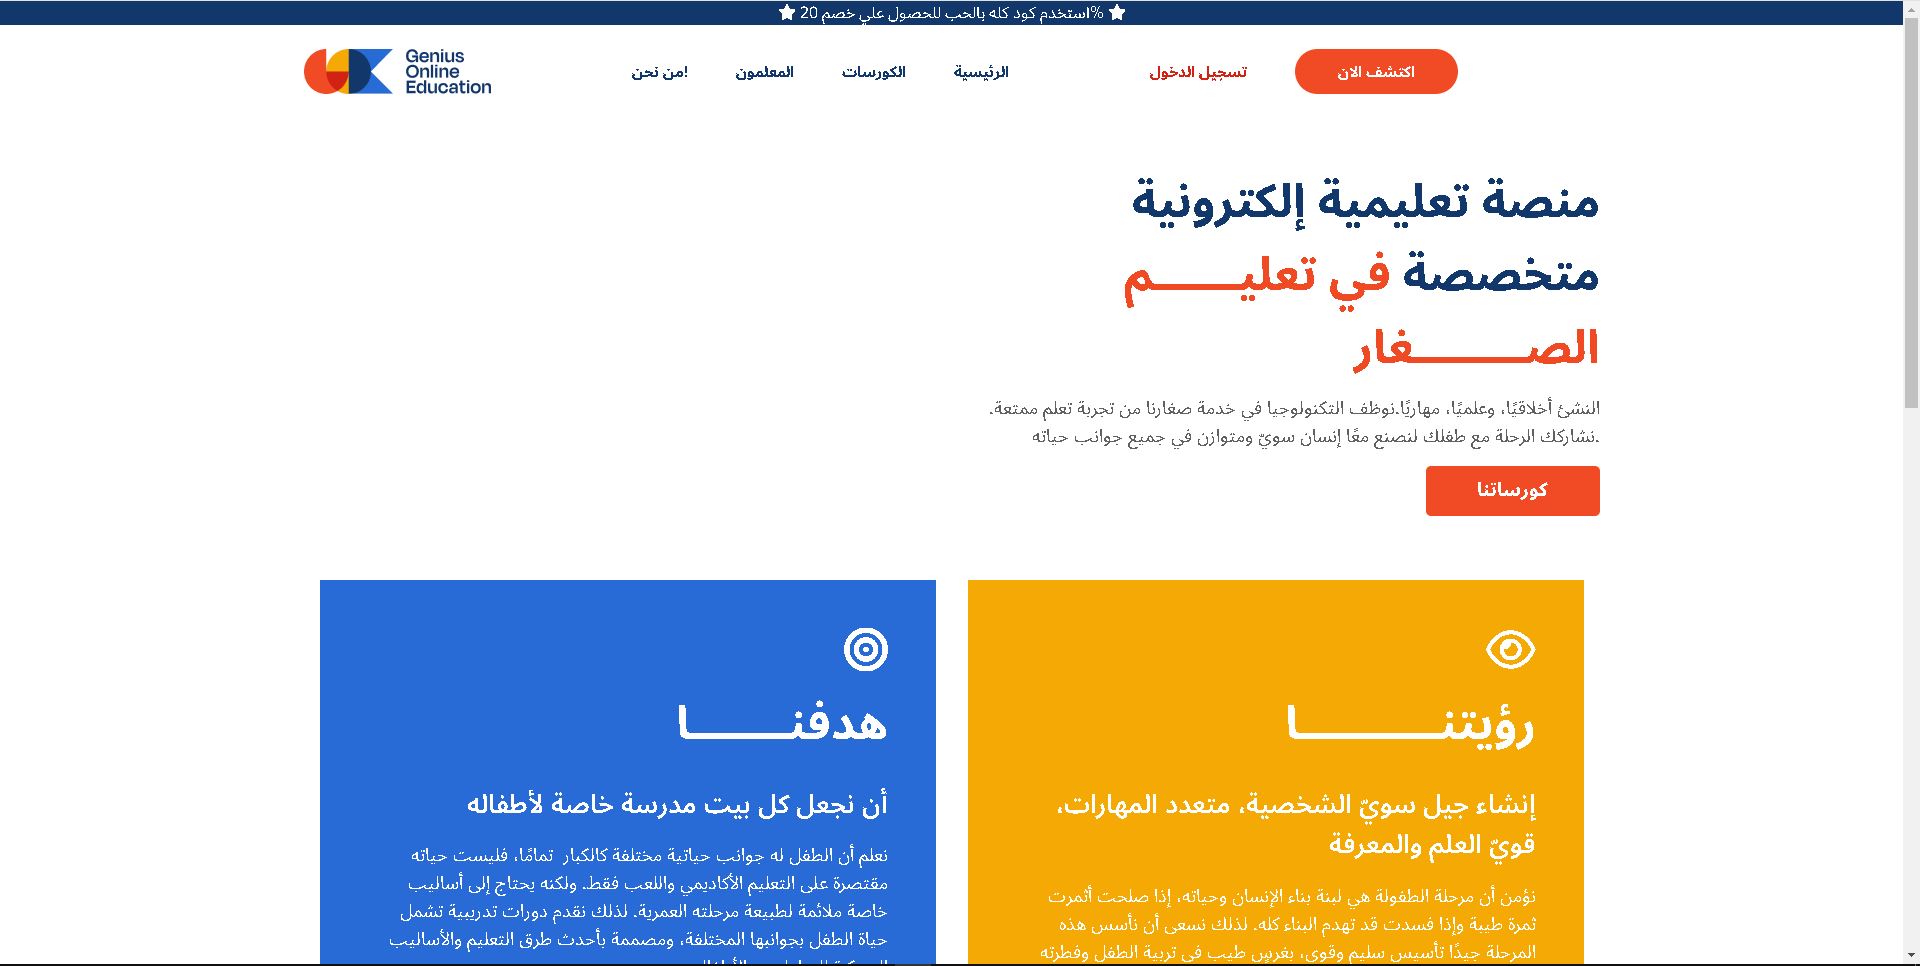 استخدم كود كله بالحب للحصول علي خصم 20%
Genius
Online
Education
اكتشف الان
تسجيل الدخول
الرئيسية
الكورسات
المعلمون
من نحن!
منصة تعليمية إلكترونية
متخصصة في تعليـــــم
الصــــــغار
النشئ أخلاقيًا، وعلميًا، مهاريًا.نوظف التكنولوجيا في خدمة صغارنا من تجربة تعلم ممتعة.
نشاركك الرحلة مع طفلك لنصنع معًا إنسان سويّ ومتوازن في جميع جوانب حياته.
كورساتنا
رؤيتنـــــــــا
إنشاء جيل سويّ الشخصية، متعدد المهارات،
قويّ العلم والمعرفة
نؤمن أن مرحلة الطفولة هي لبنة بناء الإنسان وحياته، إذا صلحت أثمرت
ثمرة طيبة وإذا فسدت قد تهدم البناء كله. لذلك نسعى أن نأسس هذه
المرحلة جيدًا تأسيس سليم وقوي، بغرسٍ طيب في تربية الطفل وفطرته
هدفنــــــا
أن نجعل كل بيت مدرسة خاصة لأطفاله
نعلم أن الطفل له جوانب حياتية مختلفة كالكبار تمامًا، فليست حياته
مقتصرة على التعليم الأكاديمي واللعب فقط. ولكنه يحتاج إلى أساليب
خاصة ملائمة لطبيعة مرحلته العمرية. لذلك نقدم دورات تدريبية تشمل
حياة الطفل بجوانبها المختلفة، ومصممة بأحدث طرق التعليم والأساليب